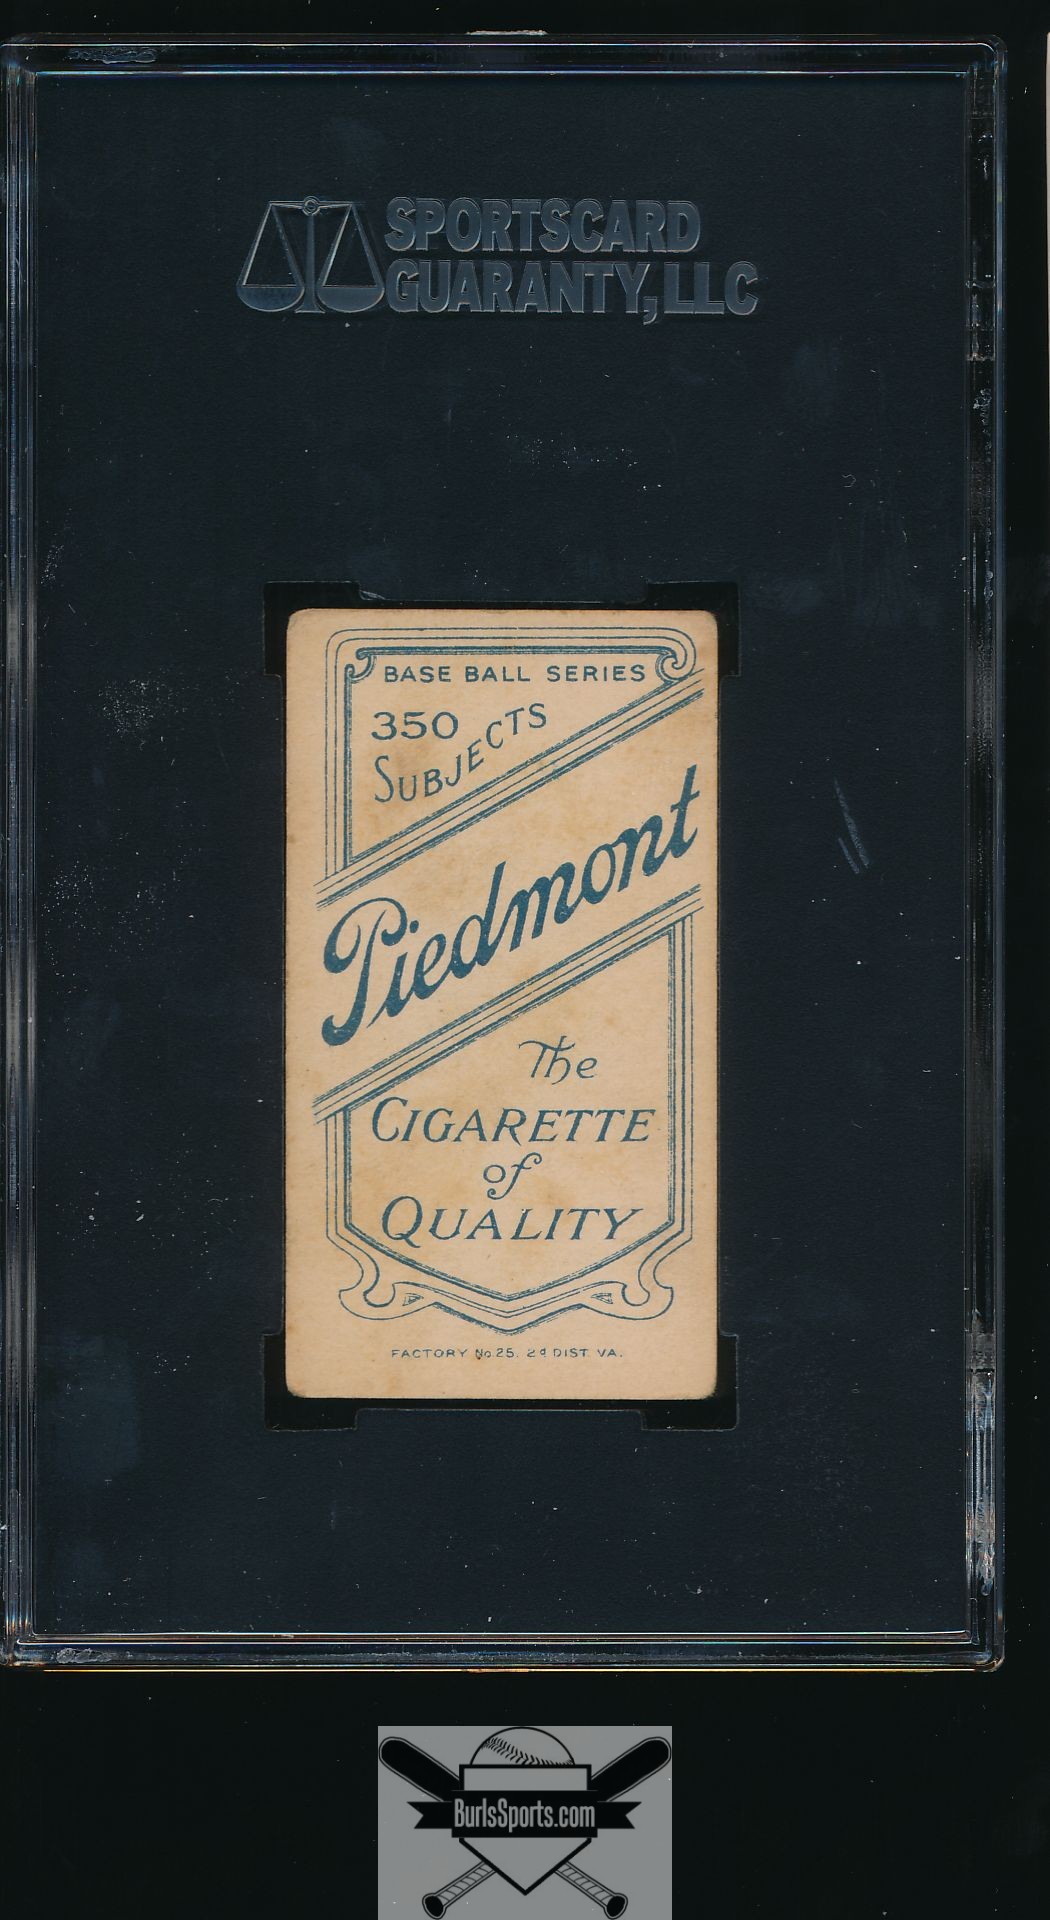 SPORTSCARD
GUARANTY, LLC
BASE BALL SERIES
350
SUBJECTS
Piedmont
The
CIGARETTE
of
QUALITY
FACTORY No. 25. 2d DIST. VA.
BurlsSports.com